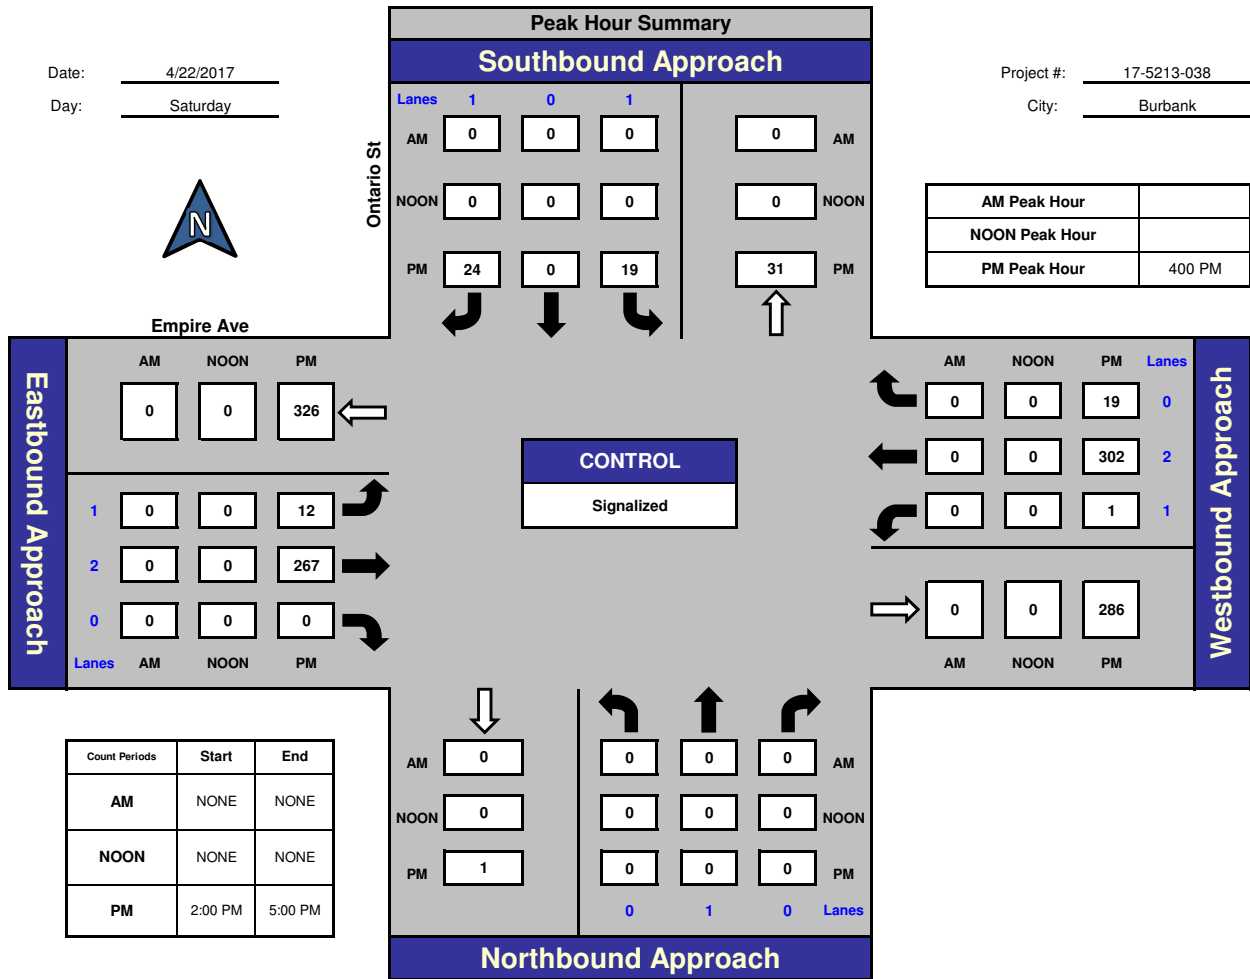 Peak Hour Summary
Southbound Approach
Date: 4/22/2017
Day: Saturday
Project #: 17-5213-038
City: Burbank
N
Ontario St
Lanes 1 0 1
AM 0 0 0 0 AM
NOON 0 0 0 0 NOON
PM 24 0 19 31 PM
AM Peak Hour
NOON Peak Hour
PM Peak Hour 400 PM
Empire Ave
Eastbound Approach
AM NOON PM
0 0 326
1 0 0 12
2 0 0 267
0 0 0 0
Lanes AM NOON PM
CONTROL
Signalized
AM NOON PM Lanes
0 0 19 0
0 0 302 2
0 0 1 1
0 0 286
AM NOON PM
Westbound Approach
Count Periods Start End
AM NONE NONE
NOON NONE NONE
PM 2:00 PM 5:00 PM
AM 0 0 0 0 AM
NOON 0 0 0 0 NOON
PM 1 0 0 0 PM
0 1 0 Lanes
Northbound Approach